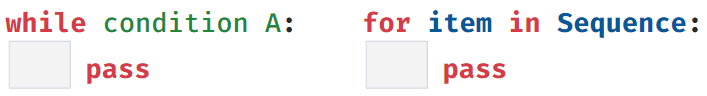 while condition A:
pass
for item in Sequence:
pass